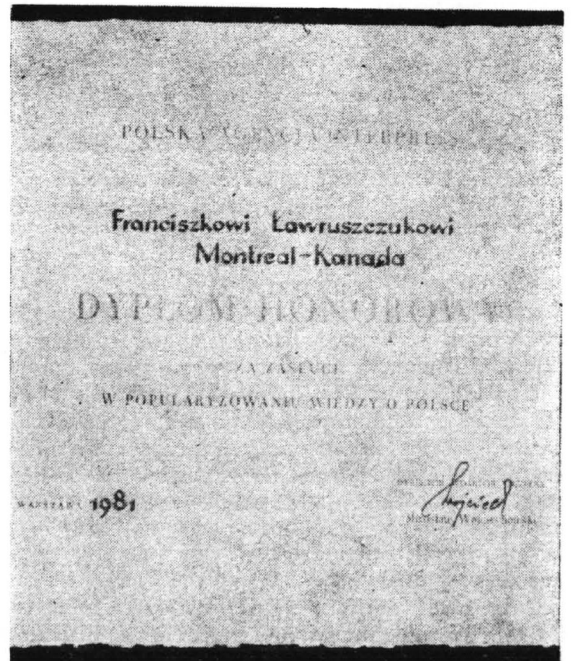 POLSKA AGENCJA INTERPRESS
Franciszkowi Ławruszczukowi
Montreal-Kanada
DYPLOM HONOROWY
ZA ZASŁUGI
W POPULARYZOWANIU WIEDZY O POLSCE
WARSZAWA 1981